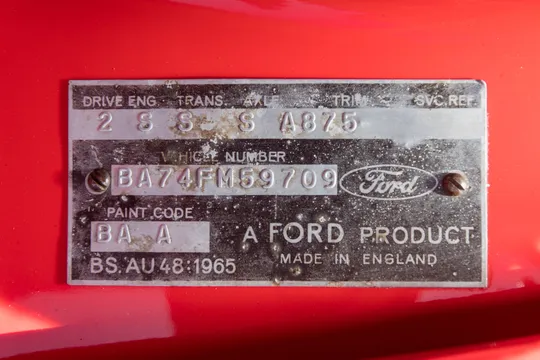 DRIVE ENG TRANS. AXLE TRIM SVC.REF.
2 S S S A875
VEHICLE NUMBER
BA74FM59709
Ford
PAINT CODE
BA A
A FORD PRODUCT
BS.AU 48:1965
MADE IN ENGLAND